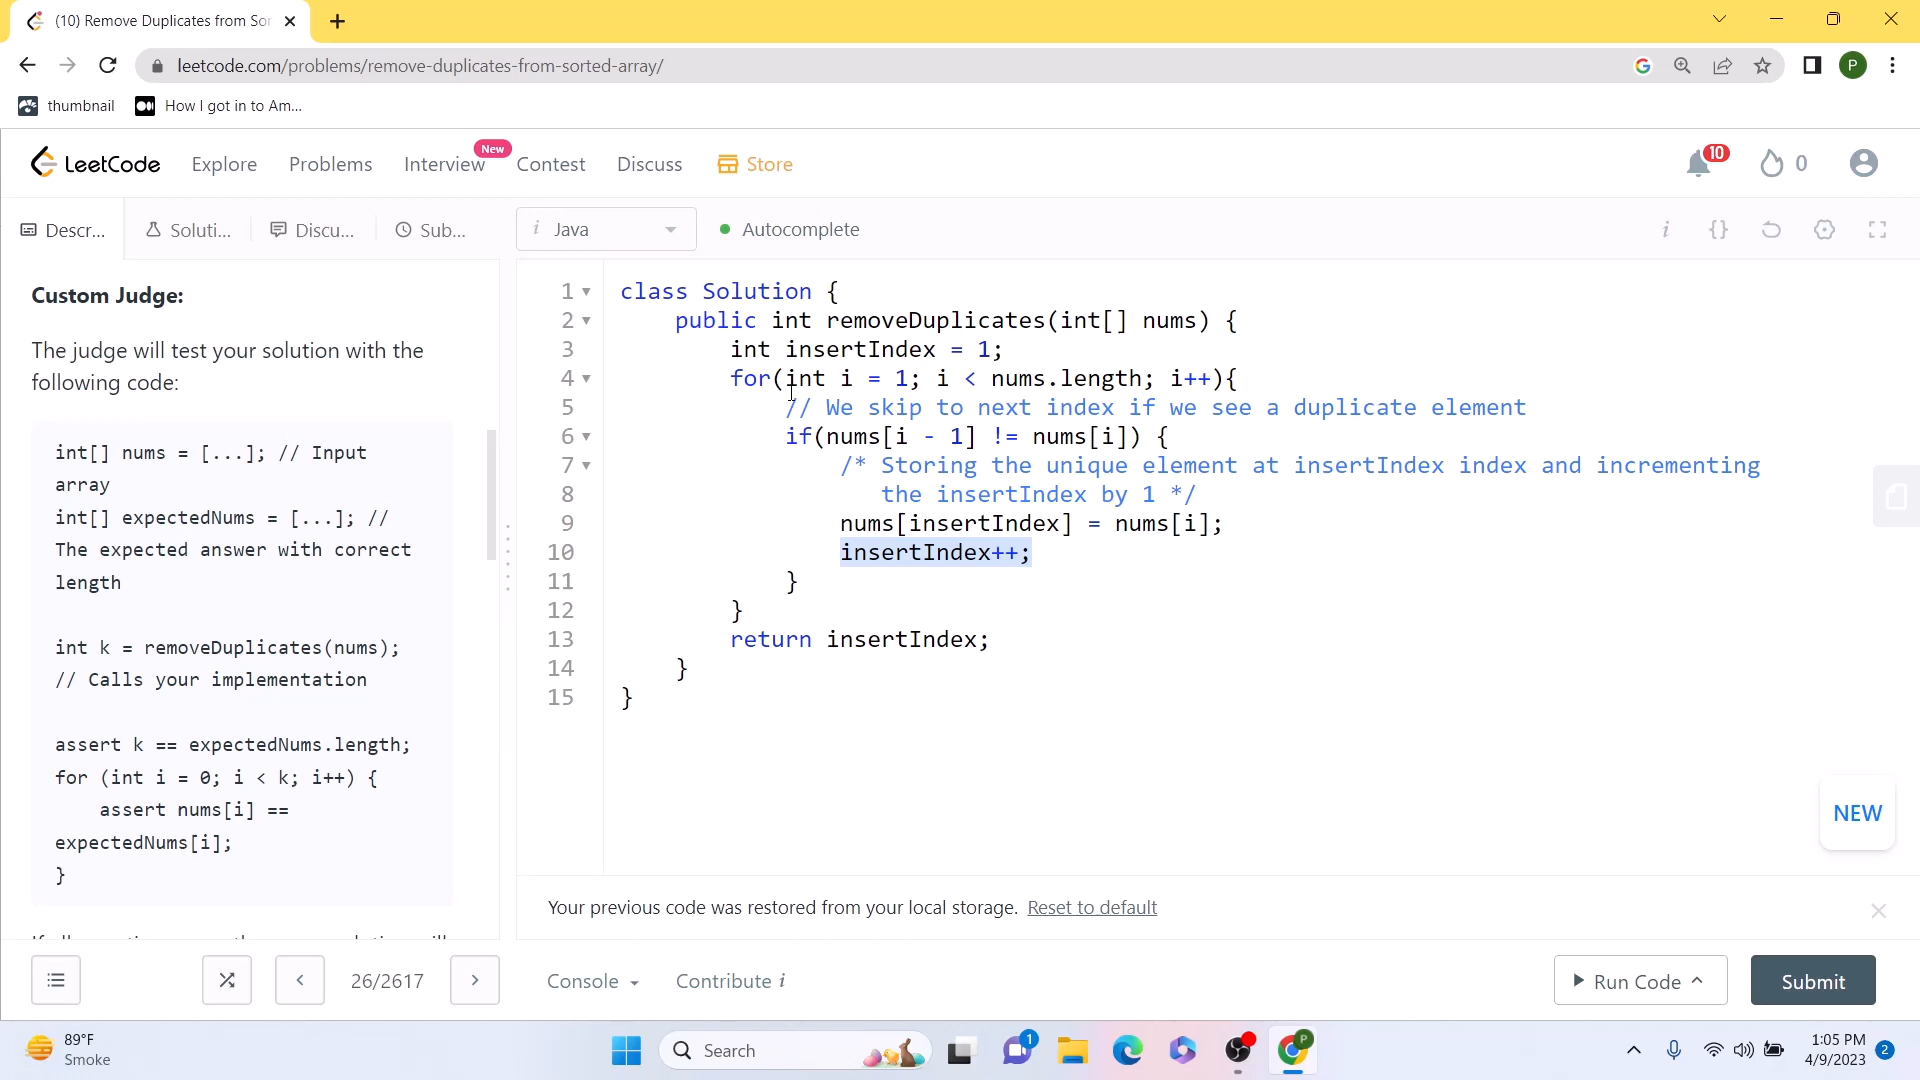 (10) Remove Duplicates from Sor
leetcode.com/problems/remove-duplicates-from-sorted-array/
P
thumbnail
How I got in to Am...
LeetCode
Explore
Problems
Interview
New
Contest
Discuss
Store
10
0
Descr...
Soluti...
Discu...
Sub...
i Java
Autocomplete
i
{}
Custom Judge:
The judge will test your solution with the
following code:
int[] nums = [...]; // Input
array
int[] expectedNums = [...]; //
The expected answer with correct
length
int k = removeDuplicates(nums);
// Calls your implementation
assert k == expectedNums.length;
for (int i = 0; i < k; i++) {
assert nums[i] ==
expectedNums[i];
}
1 class Solution {
2 public int removeDuplicates(int[] nums) {
3 int insertIndex = 1;
4 for(int i = 1; i < nums.length; i++){
5 // We skip to next index if we see a duplicate element
6 if(nums[i - 1] != nums[i]) {
7 /* Storing the unique element at insertIndex index and incrementing
8 the insertIndex by 1 */
9 nums[insertIndex] = nums[i];
10 insertIndex++;
11 }
12 }
13 return insertIndex;
14 }
15 }
NEW
Your previous code was restored from your local storage. Reset to default
26/2617
Console
Contribute i
Run Code
Submit
89°F
Smoke
Search
1
P
1:05 PM
4/9/2023
2